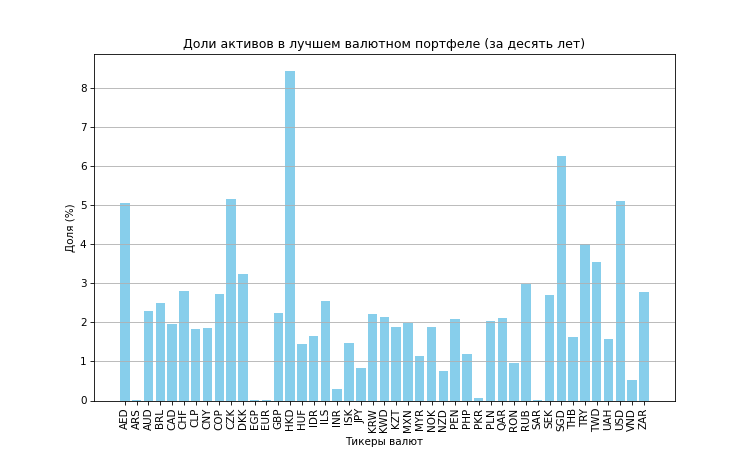 Доли активов в лучшем валютном портфеле (за десять лет)
Доля (%)
8
7
6
5
4
3
2
1
0
AED ARS AUD BRL CAD CHF CLP CNY COP CZK DKK EGP EUR GBP HKD HUF IDR ILS INR ISK JPY KRW KWD KZT MXN MYR NOK NZD PEN PHP PKR PLN QAR RON RUB SAR SEK SGD THB TRY TWD UAH USD VND ZAR
Тикеры валют